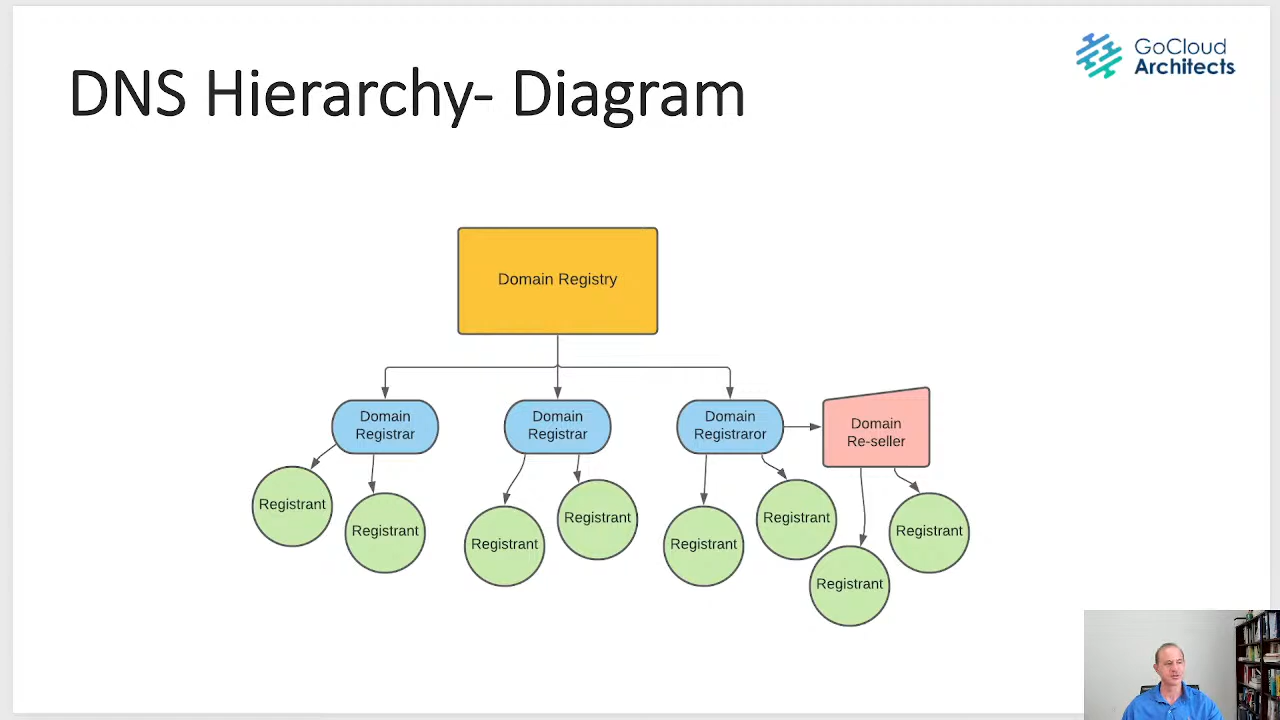 DNS Hierarchy- Diagram
GoCloud
Architects
Domain Registry
Domain
Registrar
Domain
Registrar
Domain
Registraror
Domain
Re-seller
Registrant
Registrant
Registrant
Registrant
Registrant
Registrant
Registrant
Registrant